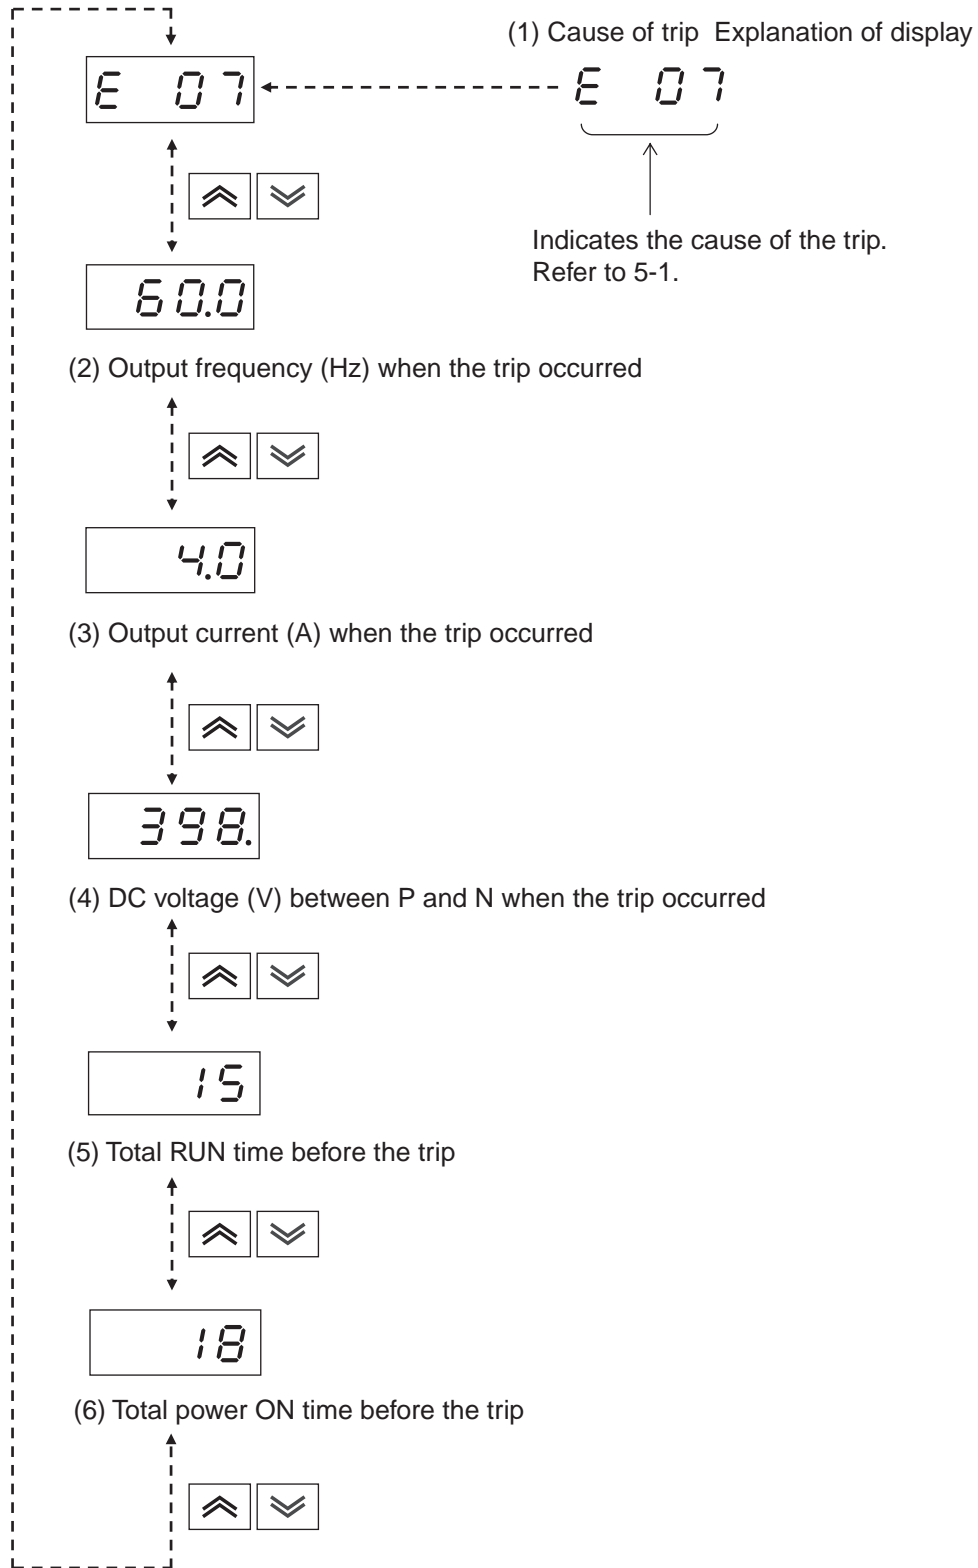 (1) Cause of trip  Explanation of display
E 07
E 07
Indicates the cause of the trip.
Refer to 5-1.
60.0
(2) Output frequency (Hz) when the trip occurred
4.0
(3) Output current (A) when the trip occurred
398.
(4) DC voltage (V) between P and N when the trip occurred
15
(5) Total RUN time before the trip
18
(6) Total power ON time before the trip